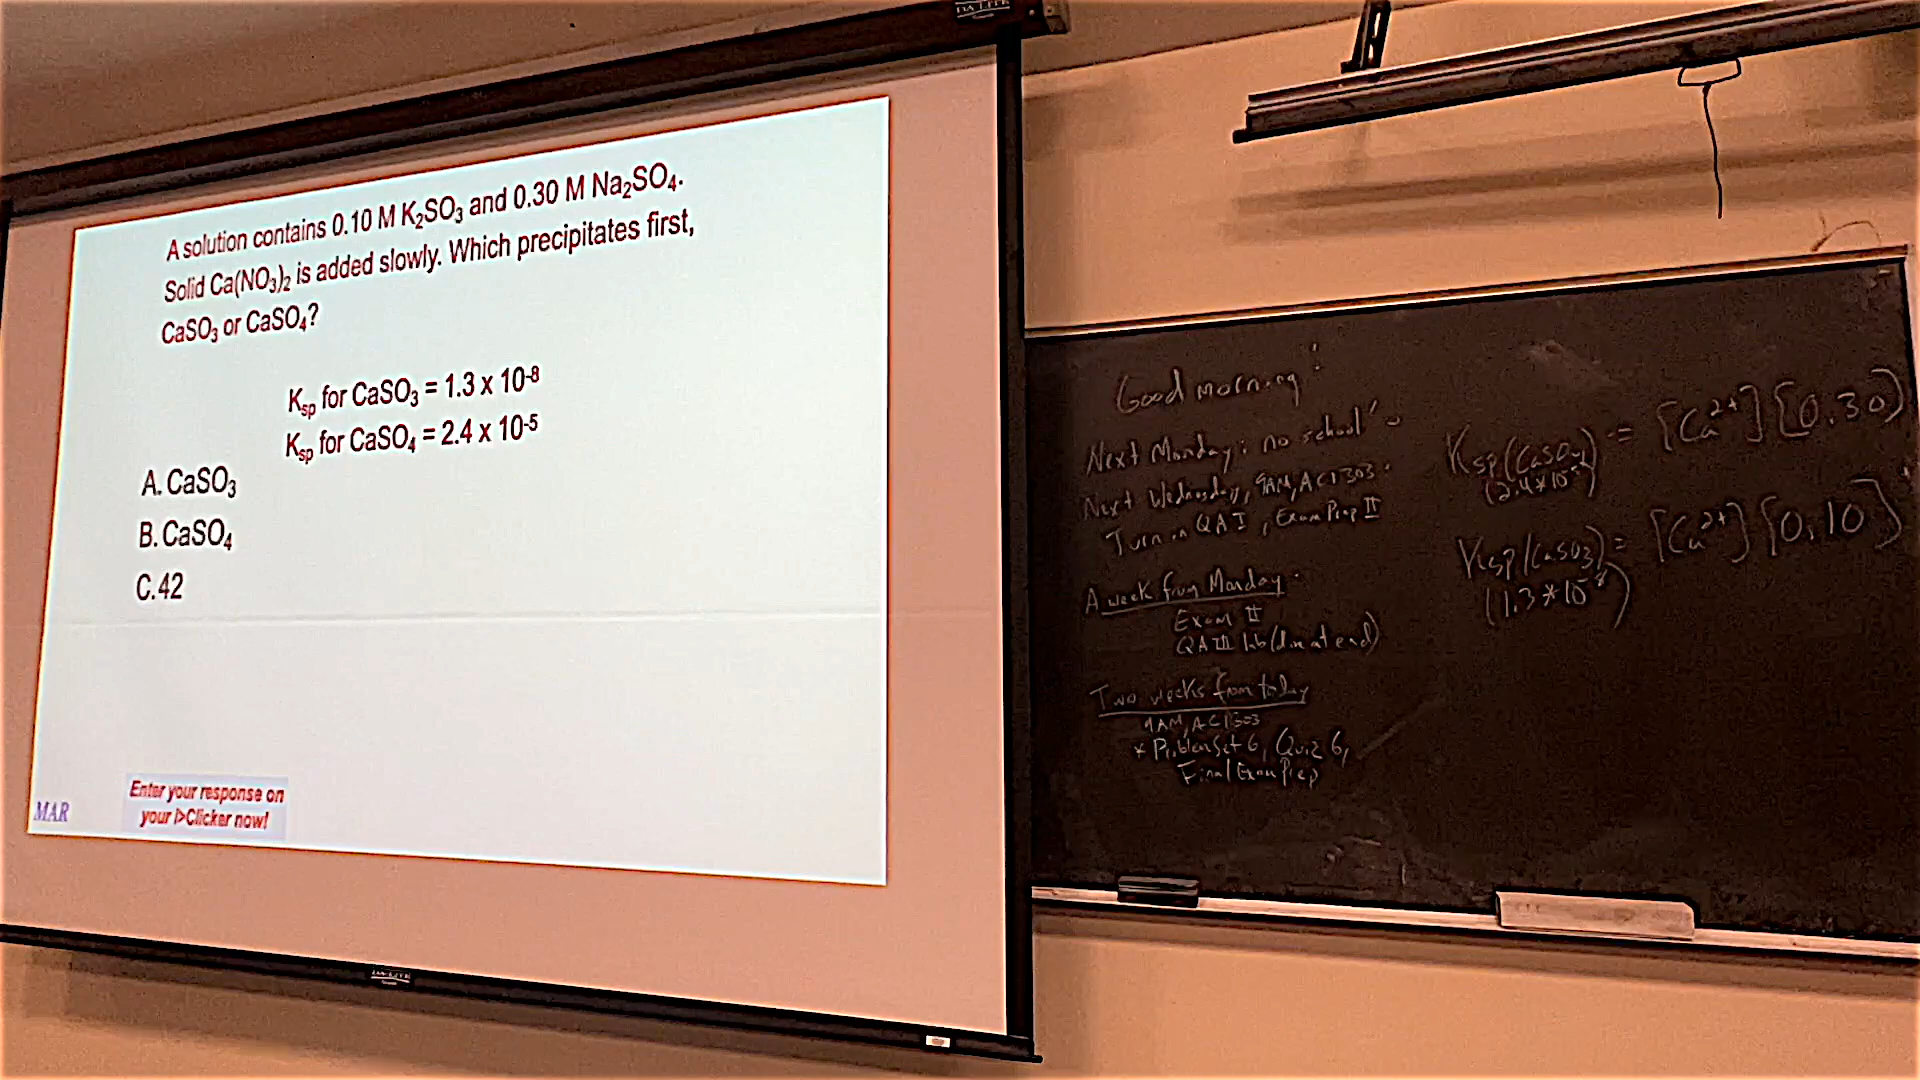 DA-LITE
A solution contains 0.10 M K₂SO₃ and 0.30 M Na₂SO₄.
Solid Ca(NO₃)₂ is added slowly. Which precipitates first,
CaSO₃ or CaSO₄?
Kₛₚ for CaSO₃ = 1.3 x 10⁻⁸
Kₛₚ for CaSO₄ = 2.4 x 10⁻⁵
A. CaSO₃
B. CaSO₄
C. 42
Enter your response on
your i>Clicker now!
MAR
DA-LITE
Good morning!
Next Monday: no school
Next Wednesday, 9AM, AC1303:
Turn in QA I, Exam Prep II
A week from Monday:
Exam II
QA III lab (due at end)
Two weeks from today
9AM, AC1303
* Problem Set 6, Quiz 6,
Final Exam Prep
Ksp(CaSO₄) = [Ca²⁺][0.30]
(2.4*10⁻⁵)
Ksp(CaSO₃) = [Ca²⁺][0.10]
(1.3*10⁻⁸)